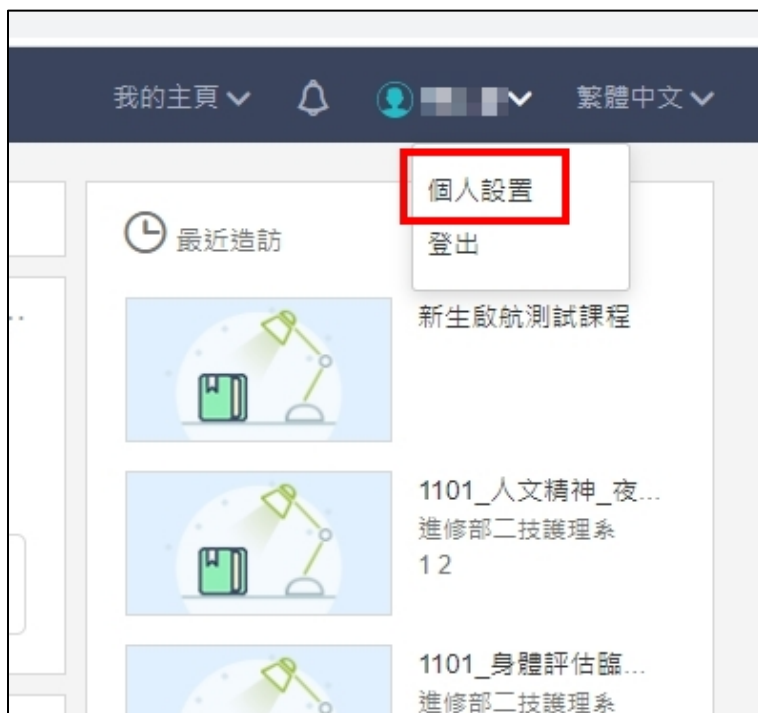 我的主頁
繁體中文
個人設置
登出
最近造訪
新生啟航測試課程
1101_人文精神_夜...
進修部二技護理系
1 2
1101_身體評估臨...
進修部二技護理系